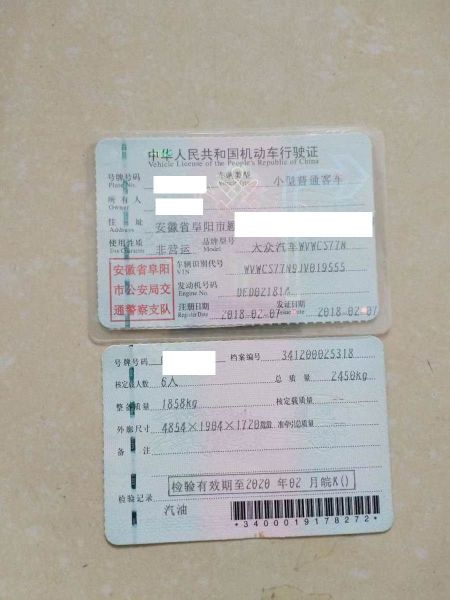 中华人民共和国机动车行驶证
Vehicle License of the People's Republic of China
号牌号码 车辆类型 小型普通客车
Plate No. Vehicle Type
所有人
Owner
住址 安徽省阜阳市
Address
使用性质 非营运 品牌型号 大众汽车WVWCS77N
Use Character Model
安徽省阜阳
市公安局交
通警察支队
车辆识别代号 WVWCS77N9JV019555
VIN
发动机号码 DED021814
Engine No.
注册日期 2018-02-07 发证日期 2018-02-07
Register Date Issue Date
号牌号码 档案编号 341200025318
核定载人数 6人 总质量 2450kg
整备质量 1858kg 核定载质量
外廓尺寸 4854×1904×1720 准牵引总质量
备注
检验有效期至2020 年02 月皖K()
检验记录
汽油
*3400019178272*